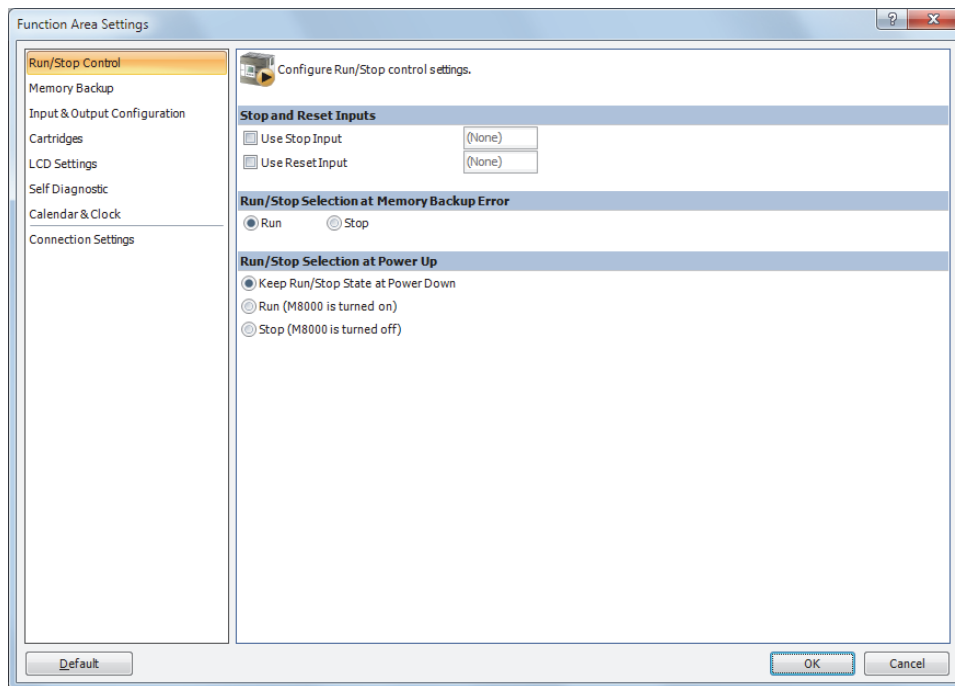 Function Area Settings
Run/Stop Control
Memory Backup
Input & Output Configuration
Cartridges
LCD Settings
Self Diagnostic
Calendar & Clock
Connection Settings
Configure Run/Stop control settings.
Stop and Reset Inputs
Use Stop Input (None)
Use Reset Input (None)
Run/Stop Selection at Memory Backup Error
Run Stop
Run/Stop Selection at Power Up
Keep Run/Stop State at Power Down
Run (M8000 is turned on)
Stop (M8000 is turned off)
Default OK Cancel